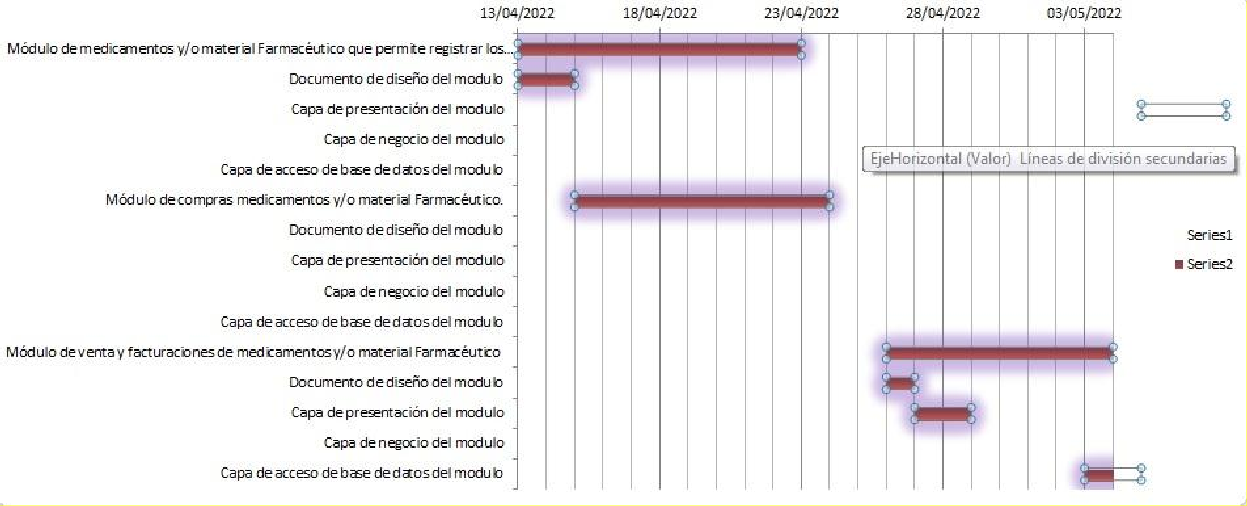 13/04/2022 18/04/2022 23/04/2022 28/04/2022 03/05/2022
Módulo de medicamentos y/o material Farmacéutico que permite registrar los...
Documento de diseño del modulo
Capa de presentación del modulo
Capa de negocio del modulo
EjeHorizontal (Valor) Líneas de división secundarias
Capa de acceso de base de datos del modulo
Módulo de compras medicamentos y/o material Farmacéutico.
Documento de diseño del modulo
Series1
Capa de presentación del modulo
Series2
Capa de negocio del modulo
Capa de acceso de base de datos del modulo
Módulo de venta y facturaciones de medicamentos y/o material Farmacéutico
Documento de diseño del modulo
Capa de presentación del modulo
Capa de negocio del modulo
Capa de acceso de base de datos del modulo